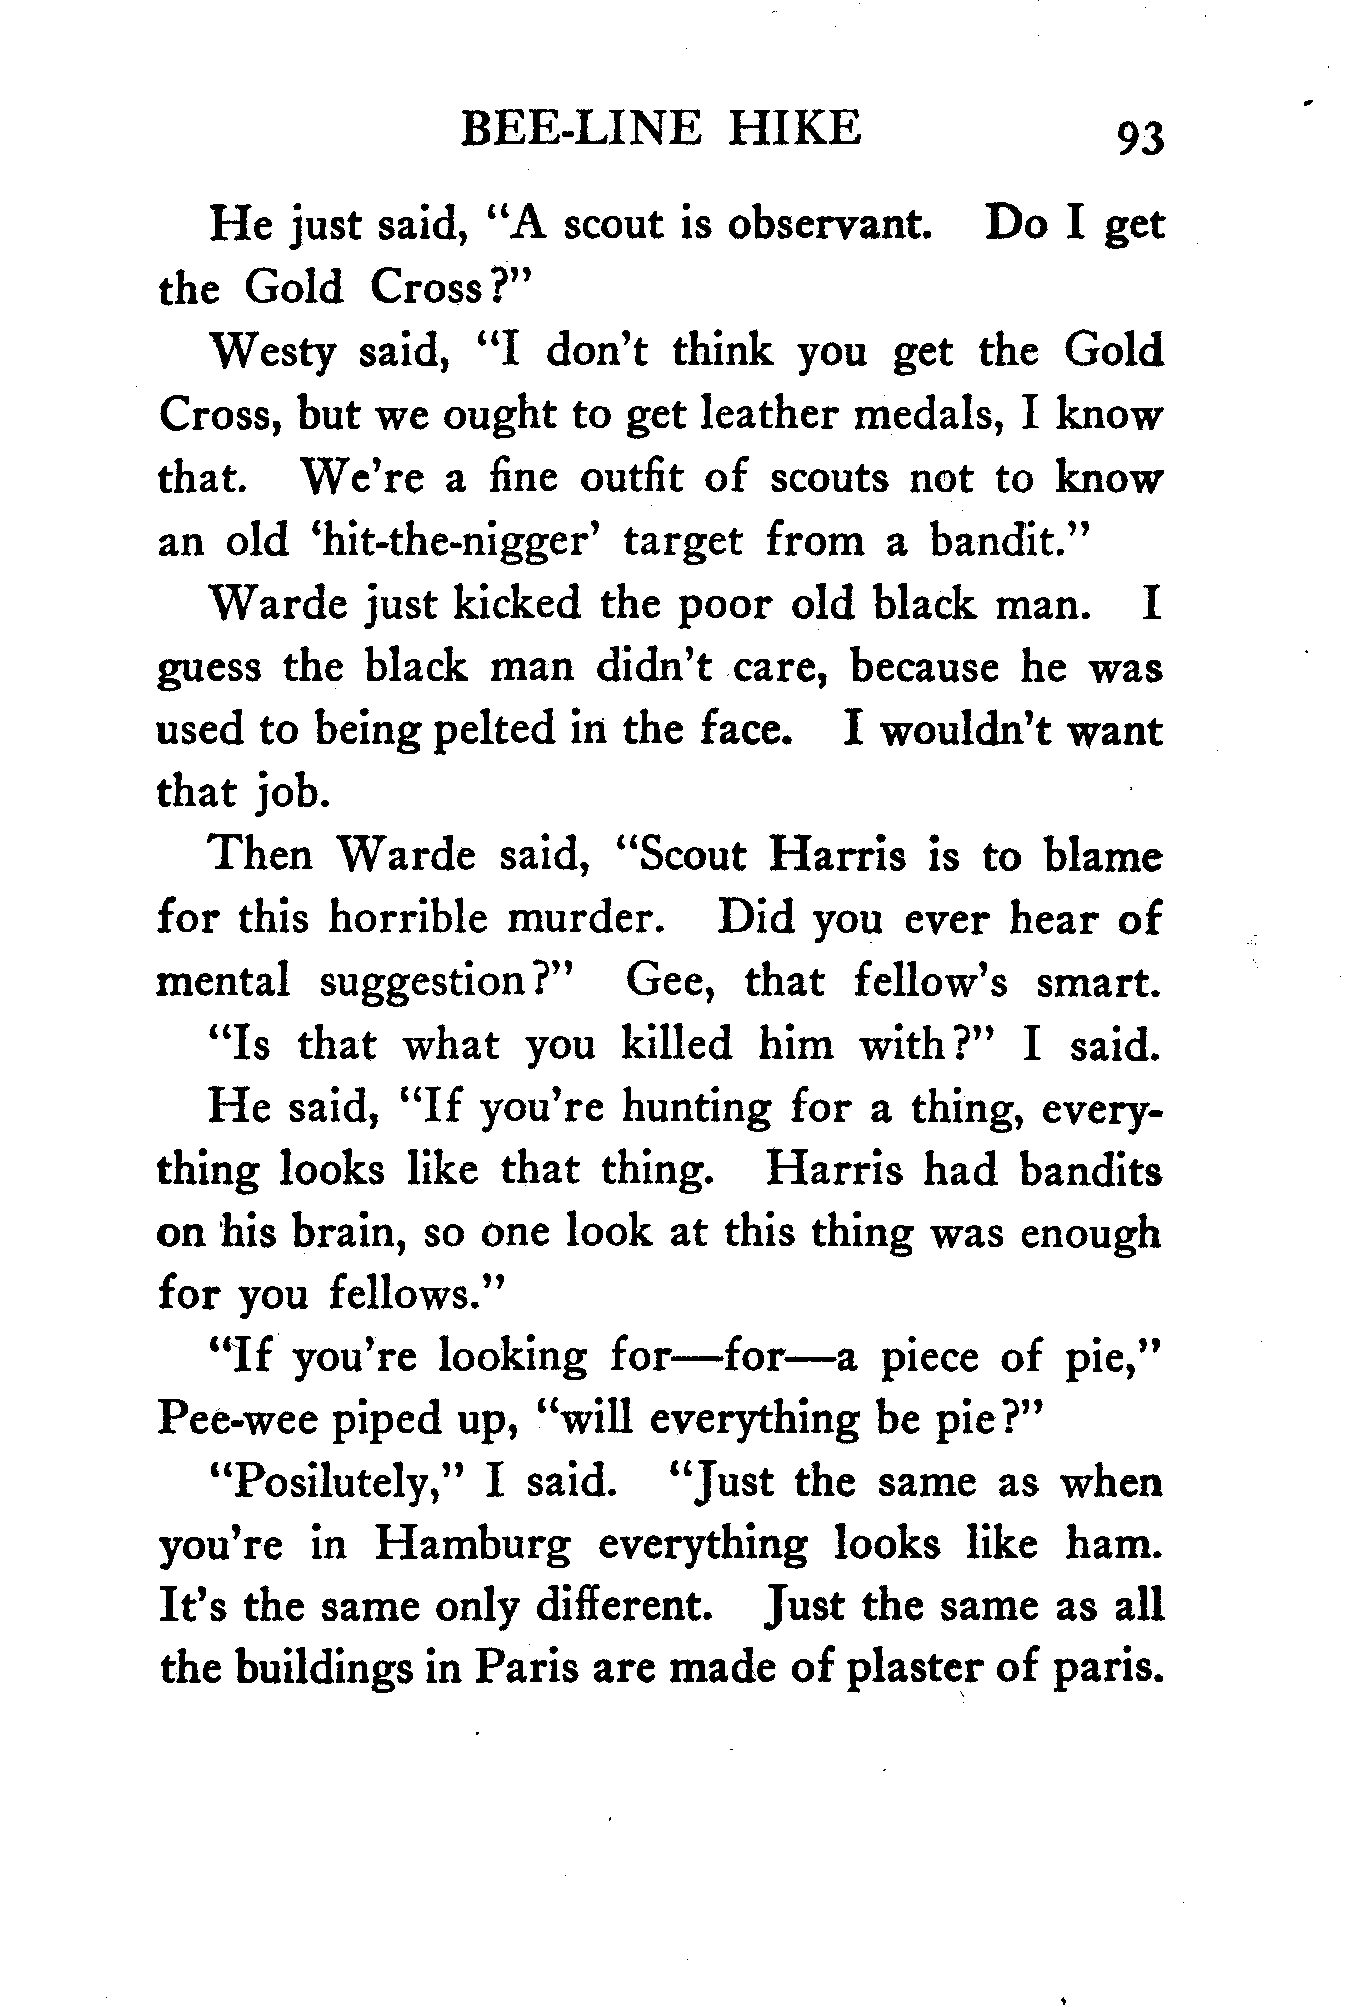 BEE-LINE HIKE 93
He just said, "A scout is observant. Do I get
the Gold Cross?"
Westy said, "I don't think you get the Gold
Cross, but we ought to get leather medals, I know
that. We're a fine outfit of scouts not to know
an old 'hit-the-nigger' target from a bandit."
Warde just kicked the poor old black man. I
guess the black man didn't care, because he was
used to being pelted in the face. I wouldn't want
that job.
Then Warde said, "Scout Harris is to blame
for this horrible murder. Did you ever hear of
mental suggestion?" Gee, that fellow's smart.
"Is that what you killed him with?" I said.
He said, "If you're hunting for a thing, every-
thing looks like that thing. Harris had bandits
on his brain, so one look at this thing was enough
for you fellows."
"If you're looking for—for—a piece of pie,"
Pee-wee piped up, "will everything be pie?"
"Posilutely," I said. "Just the same as when
you're in Hamburg everything looks like ham.
It's the same only different. Just the same as all
the buildings in Paris are made of plaster of paris.